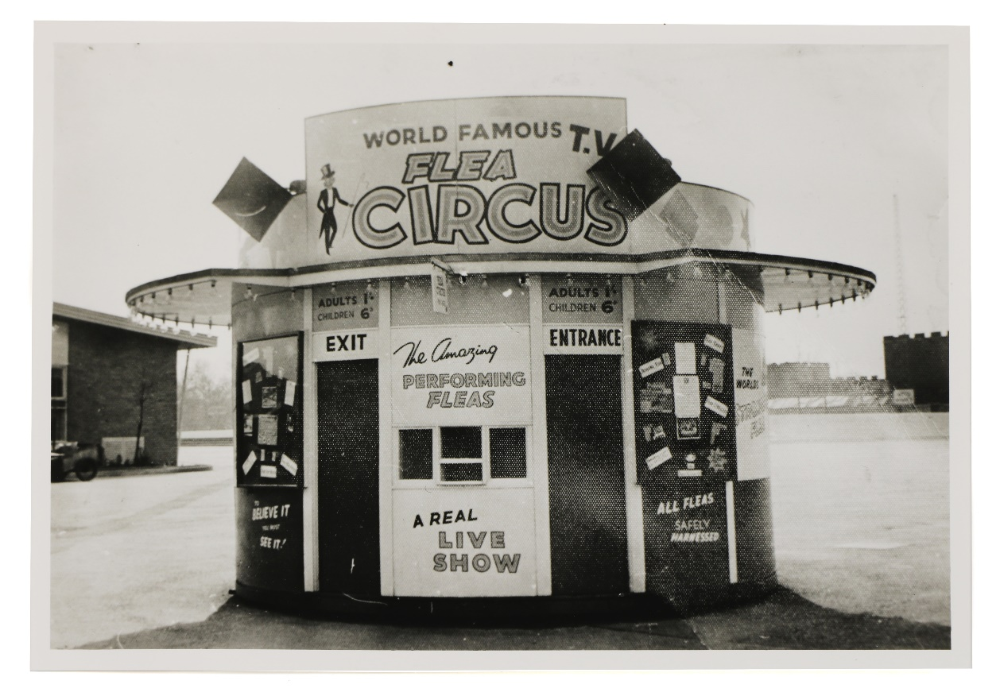 WORLD FAMOUS T.V.
FLEA
CIRCUS
ADULTS 1/-
CHILDREN 6D
EXIT
ADULTS 1/-
CHILDREN 6D
ENTRANCE
The Amazing
PERFORMING
FLEAS
A REAL
LIVE
SHOW
TO
BELIEVE IT
YOU MUST
SEE IT!
ALL FLEAS
SAFELY
HARNESSED
THE
WORLD'S